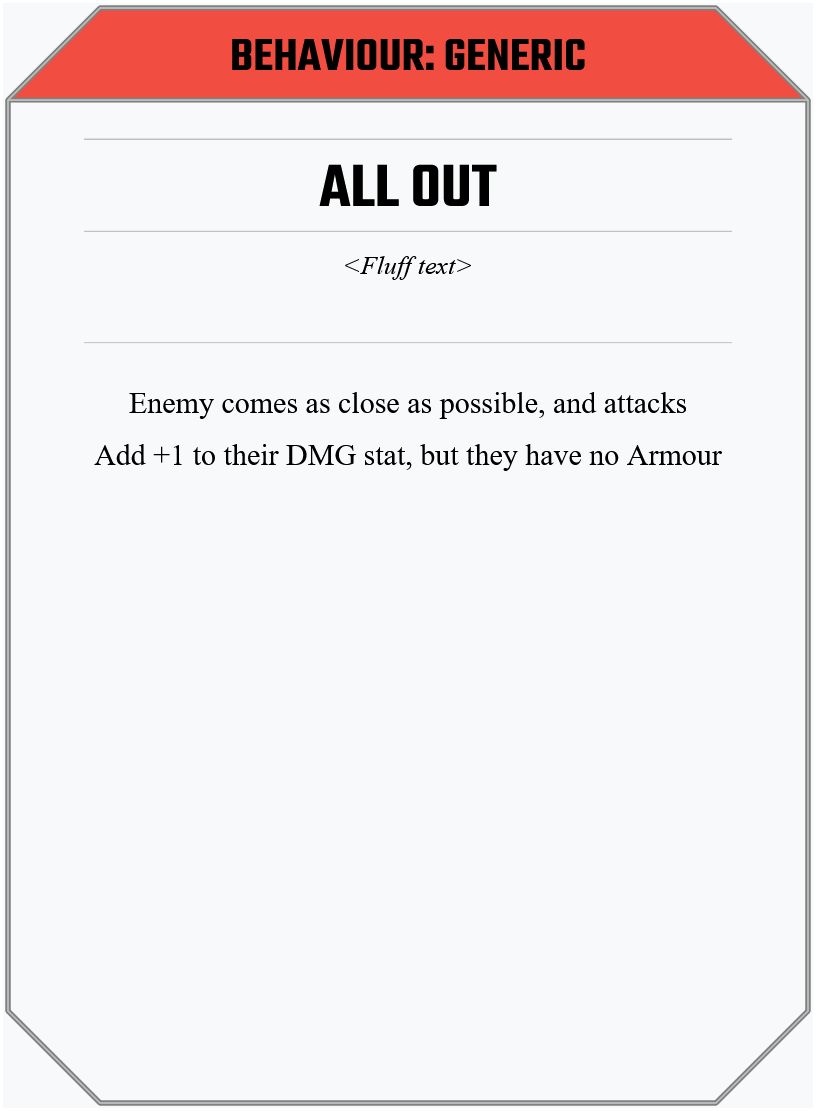 BEHAVIOUR: GENERIC
ALL OUT
<Fluff text>
Enemy comes as close as possible, and attacks
Add +1 to their DMG stat, but they have no Armour